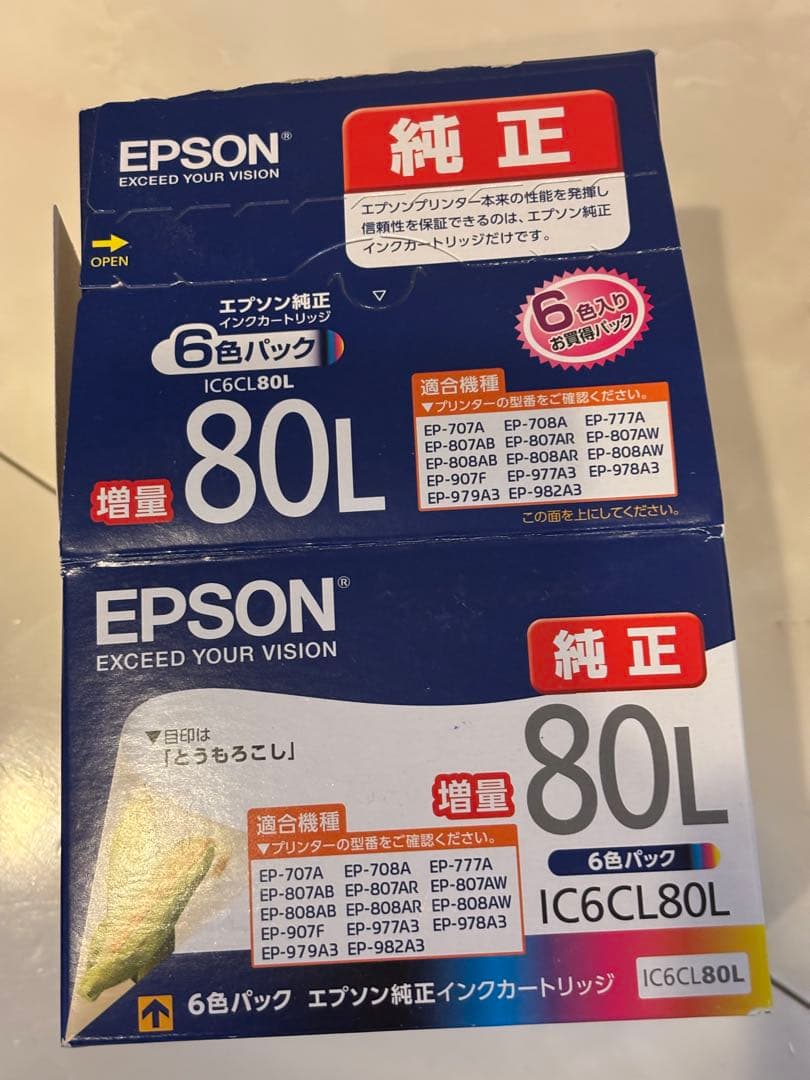 EPSON®
EXCEED YOUR VISION
純正
エプソンプリンター本来の性能を発揮し
信頼性を保証できるのは、エプソン純正
インクカートリッジだけです。
OPEN
エプソン純正
インクカートリッジ
6色パック
IC6CL80L
増量 80L
6色入り
お買得パック
適合機種
▼プリンターの型番をご確認ください。
EP-707A EP-708A EP-777A
EP-807AB EP-807AR EP-807AW
EP-808AB EP-808AR EP-808AW
EP-907F EP-977A3 EP-978A3
EP-979A3 EP-982A3
この面を上にしてください。
EPSON®
EXCEED YOUR VISION
純正
▼目印は
「とうもろこし」
増量 80L
6色パック
IC6CL80L
適合機種
▼プリンターの型番をご確認ください。
EP-707A EP-708A EP-777A
EP-807AB EP-807AR EP-807AW
EP-808AB EP-808AR EP-808AW
EP-907F EP-977A3 EP-978A3
EP-979A3 EP-982A3
6色パック エプソン純正インクカートリッジ
IC6CL80L